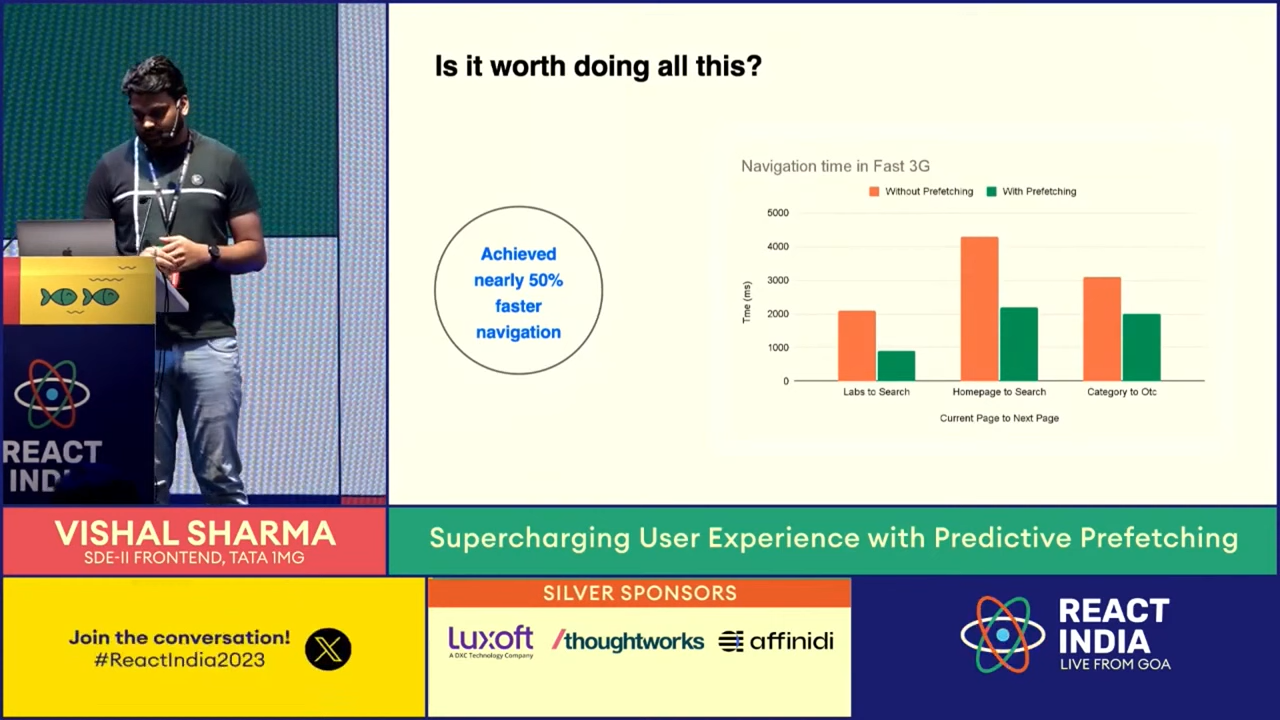 Is it worth doing all this?
Achieved
nearly 50%
faster
navigation
Navigation time in Fast 3G
Without Prefetching
With Prefetching
5000
4000
3000
2000
1000
0
Tme (ms)
Labs to Search
Homepage to Search
Category to Otc
Current Page to Next Page
REACT
INDI
VISHAL SHARMA
SDE-II FRONTEND, TATA 1MG
Supercharging User Experience with Predictive Prefetching
Join the conversation!
#ReactIndia2023
SILVER SPONSORS
Luxoft
A DXC Technology Company
/thoughtworks
affinidi
REACT
INDIA
LIVE FROM GOA